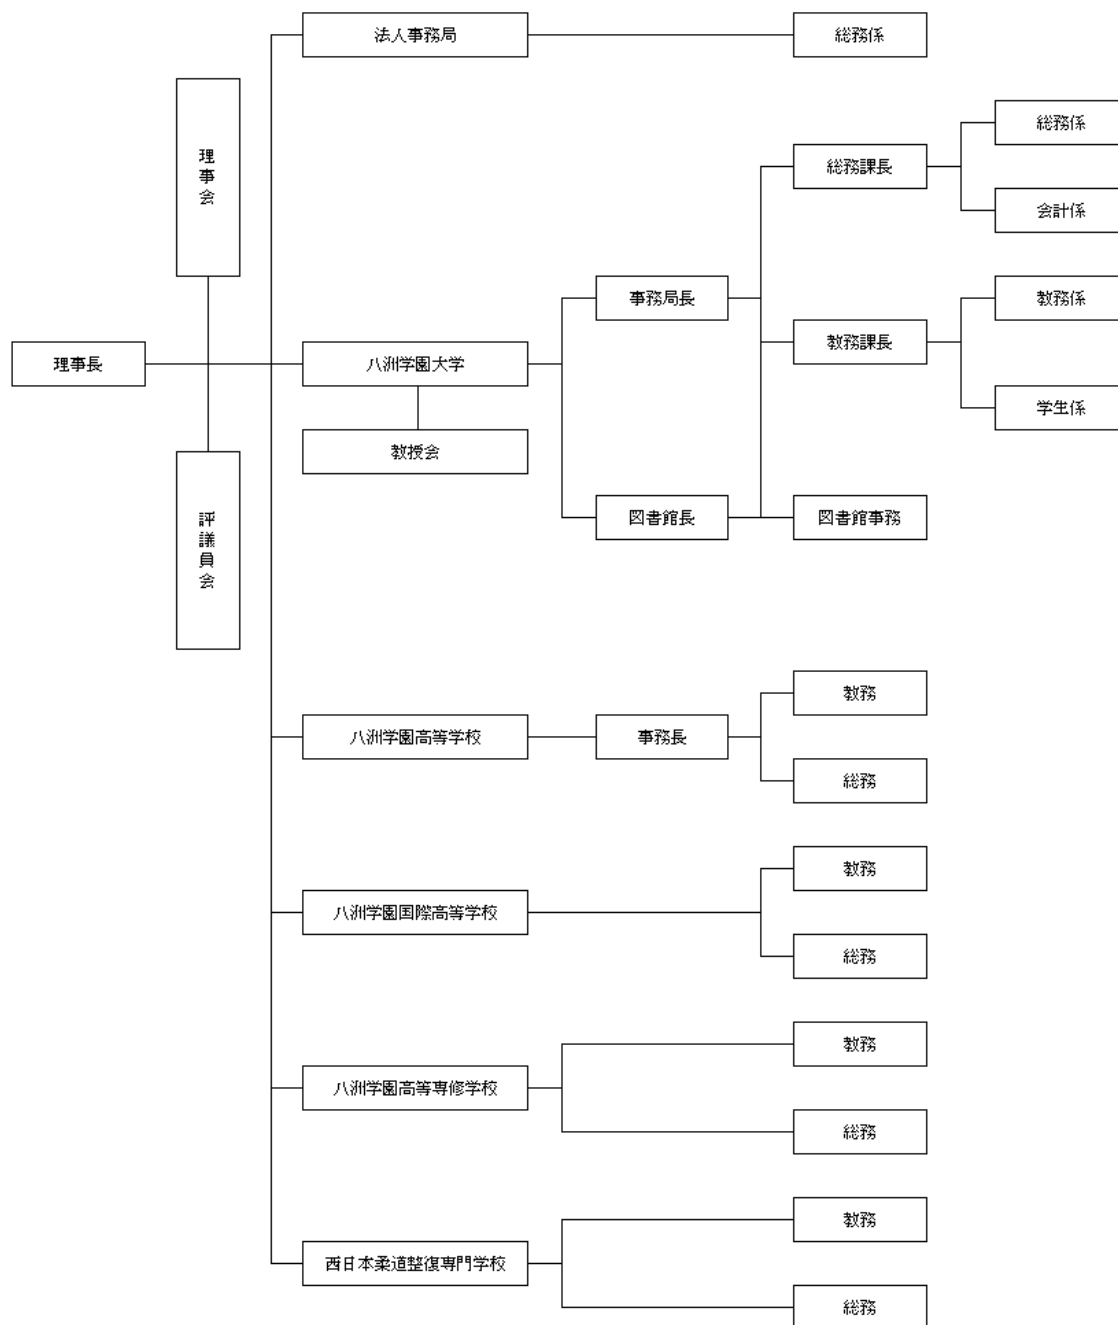 法人事務局
総務係
理事会
総務係
総務課長
会計係
事務局長
教務係
教務課長
理事長
八洲学園大学
学生係
教授会
図書館長
図書館事務
評議員会
教務
八洲学園高等学校
事務長
総務
教務
八洲学園国際高等学校
総務
教務
八洲学園高等専修学校
総務
教務
西日本柔道整復専門学校
総務